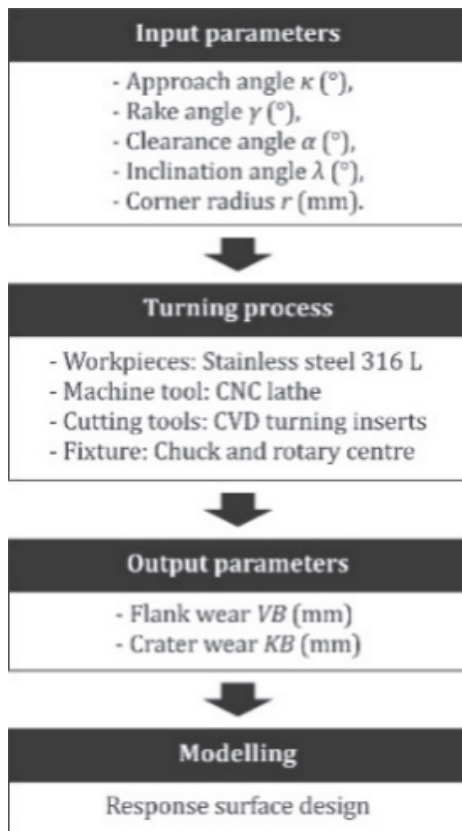 Input parameters
- Approach angle κ (°),
- Rake angle γ (°),
- Clearance angle α (°),
- Inclination angle λ (°),
- Corner radius r (mm).
Turning process
- Workpieces: Stainless steel 316 L
- Machine tool: CNC lathe
- Cutting tools: CVD turning inserts
- Fixture: Chuck and rotary centre
Output parameters
- Flank wear VB (mm)
- Crater wear KB (mm)
Modelling
Response surface design